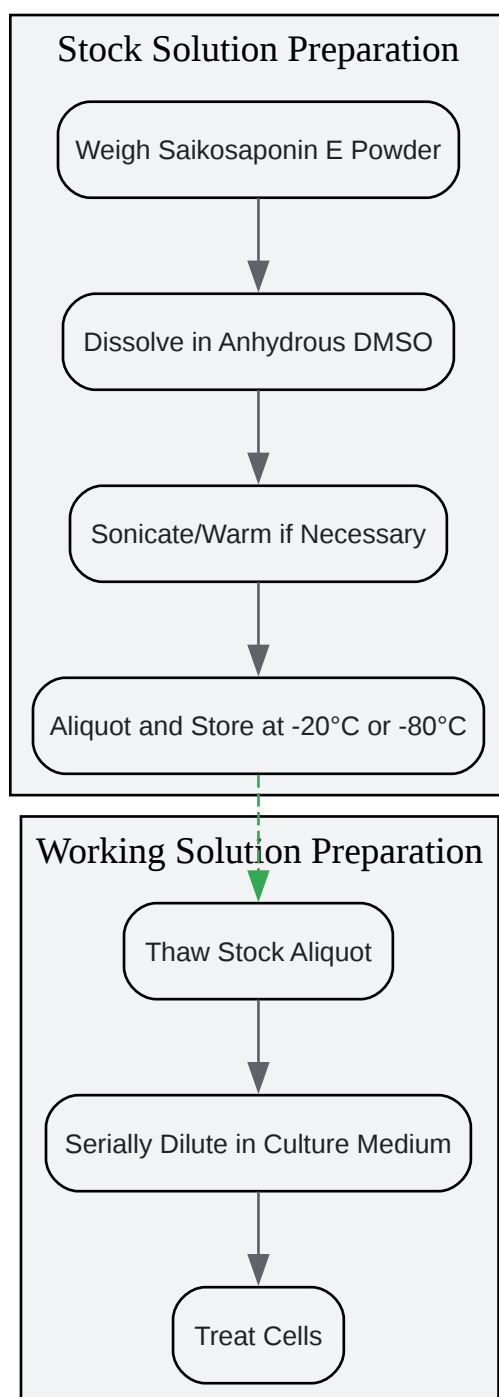 Stock Solution Preparation
Weigh Saikosaponin E Powder
Dissolve in Anhydrous DMSO
Sonicate/Warm if Necessary
Aliquot and Store at -20°C or -80°C
Working Solution Preparation
Thaw Stock Aliquot
Serially Dilute in Culture Medium
Treat Cells